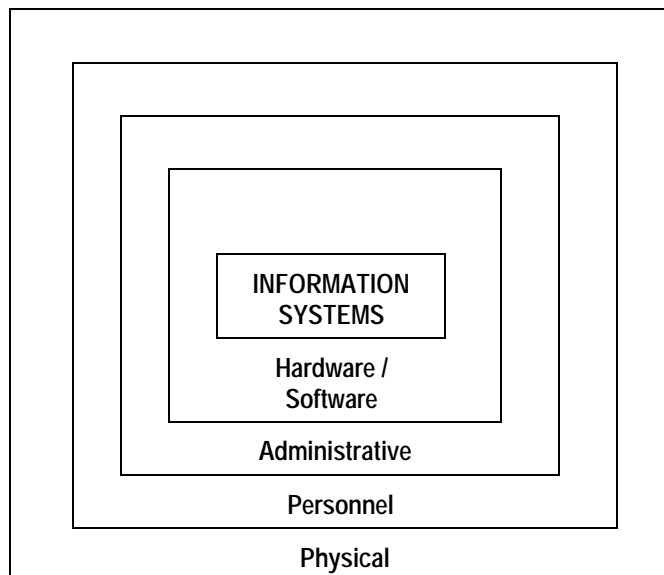 INFORMATION
SYSTEMS
Hardware /
Software
Administrative
Personnel
Physical